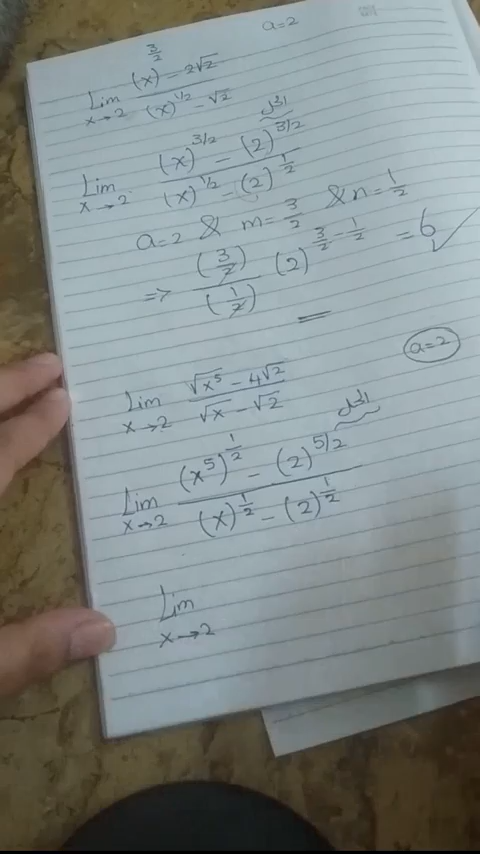 a=2
Lim x→2 ((x)^(3/2) − 2√2) / ((x)^(1/2) − √2)
الحل
Lim x→2 ((x)^(3/2) − (2)^(3/2)) / ((x)^(1/2) − (2)^(1/2))
a=2 & m=3/2 & n=1/2
⇒ (3/2)/(1/2) (2)^(3/2 − 1/2) = 6 ✓
a=2
Lim x→2 (√x⁵ − 4√2) / (√x − √2)
الحل
Lim x→2 ((x⁵)^(1/2) − (2)^(5/2)) / ((x)^(1/2) − (2)^(1/2))
Lim x→2